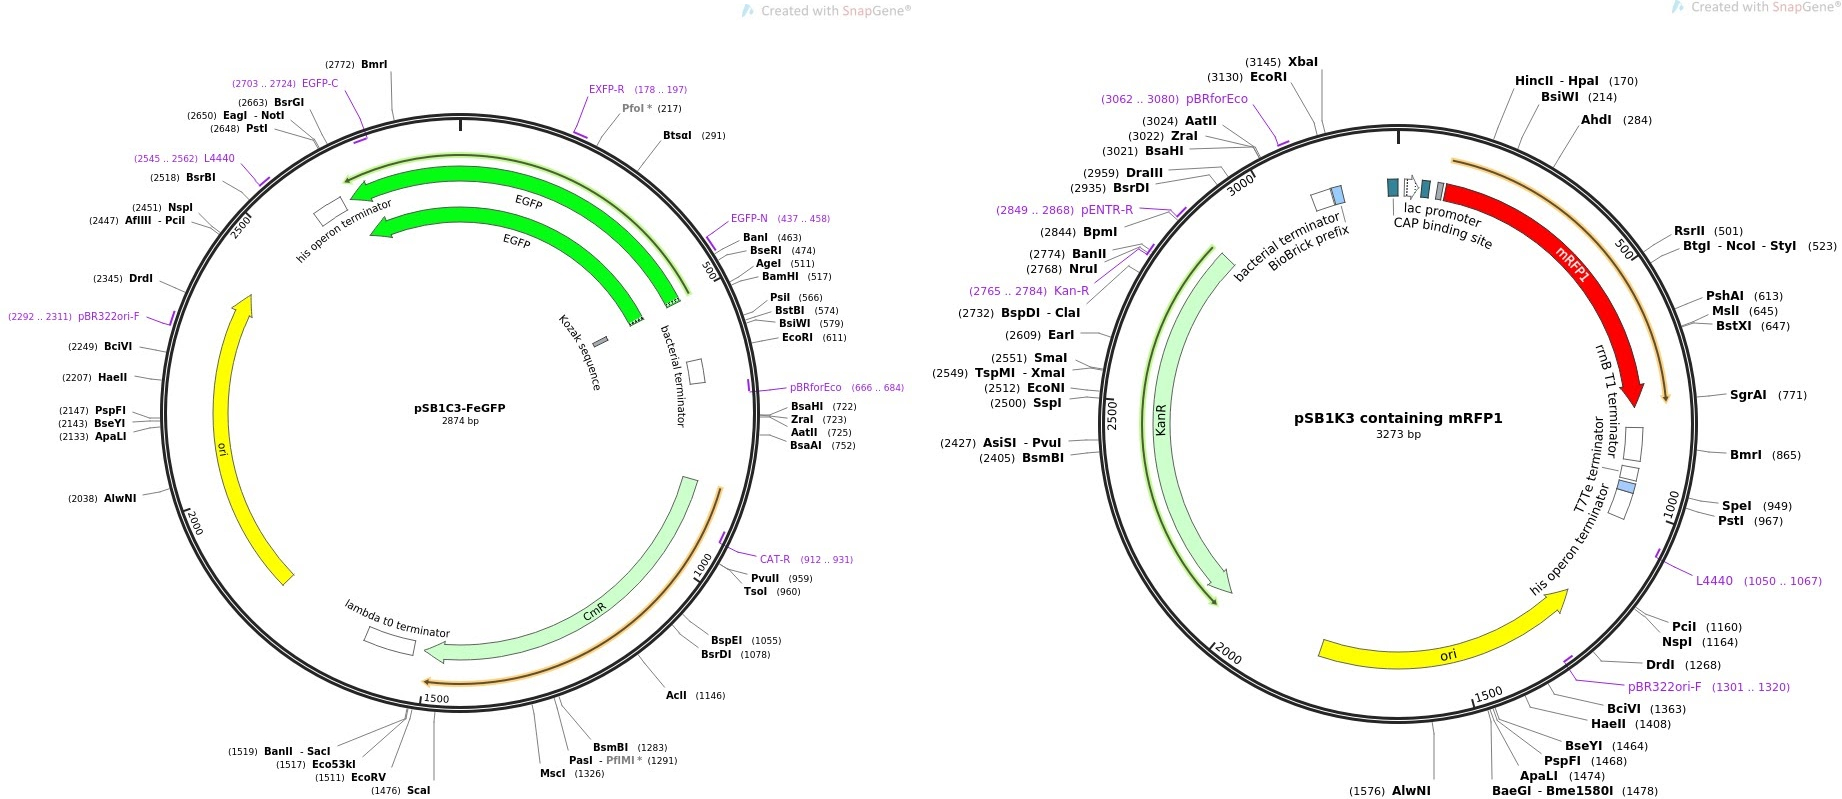 Created with SnapGene®
(2772) BmrI
(2703 .. 2724) EGFP-C
(2663) BsrGI
(2650) EagI - NotI
(2648) PstI
(2545 .. 2562) L4440
(2518) BsrBI
(2451) NspI
(2447) AflIII - PciI
(2345) DrdI
(2292 .. 2311) pBR322ori-F
(2249) BciVI
(2207) HaeII
(2147) PspFI
(2143) BseYI
(2133) ApaLI
(2038) AlwNI
(1519) BanII - SacI
(1517) Eco53kI
(1511) EcoRV
(1476) ScaI
EXFP-R (178 .. 197)
PfoI * (217)
BtsαI (291)
EGFP-N (437 .. 458)
BanI (463)
BseRI (474)
AgeI (511)
BamHI (517)
PsiI (566)
BstBI (574)
BsiWI (579)
EcoRI (611)
pBRforEco (666 .. 684)
BsaHI (722)
ZraI (723)
AatII (725)
BsaAI (752)
CAT-R (912 .. 931)
PvuII (959)
TsoI (960)
BspEI (1055)
BsrDI (1078)
AclI (1146)
BsmBI (1283)
PasI - PflMI * (1291)
MscI (1326)
500
1000
1500
2000
2500
EGFP
EGFP
his operon terminator
Kozak sequence
bacterial terminator
pSB1C3-FeGFP
2874 bp
ori
CmR
lambda t0 terminator
Created with SnapGene®
(3145) XbaI
(3130) EcoRI
(3062 .. 3080) pBRforEco
(3024) AatII
(3022) ZraI
(3021) BsaHI
(2959) DraIII
(2935) BsrDI
(2849 .. 2868) pENTR-R
(2844) BpmI
(2774) BanII
(2768) NruI
(2765 .. 2784) Kan-R
(2732) BspDI - ClaI
(2609) EarI
(2551) SmaI
(2549) TspMI - XmaI
(2512) EcoNI
(2500) SspI
(2427) AsiSI - PvuI
(2405) BsmBI
(1576) AlwNI
HincII - HpaI (170)
BsiWI (214)
AhdI (284)
RsrII (501)
BtgI - NcoI - StyI (523)
PshAI (613)
MslI (645)
BstXI (647)
SgrAI (771)
BmrI (865)
SpeI (949)
PstI (967)
L4440 (1050 .. 1067)
PciI (1160)
NspI (1164)
DrdI (1268)
pBR322ori-F (1301 .. 1320)
BciVI (1363)
HaeII (1408)
BseYI (1464)
PspFI (1468)
ApaLI (1474)
BaeGI - Bme1580I (1478)
500
1000
1500
2000
2500
3000
bacterial terminator
BioBrick prefix
lac promoter
CAP binding site
mRFP1
rrnB T1 terminator
T7Te terminator
his operon terminator
KanR
pSB1K3 containing mRFP1
3273 bp
ori